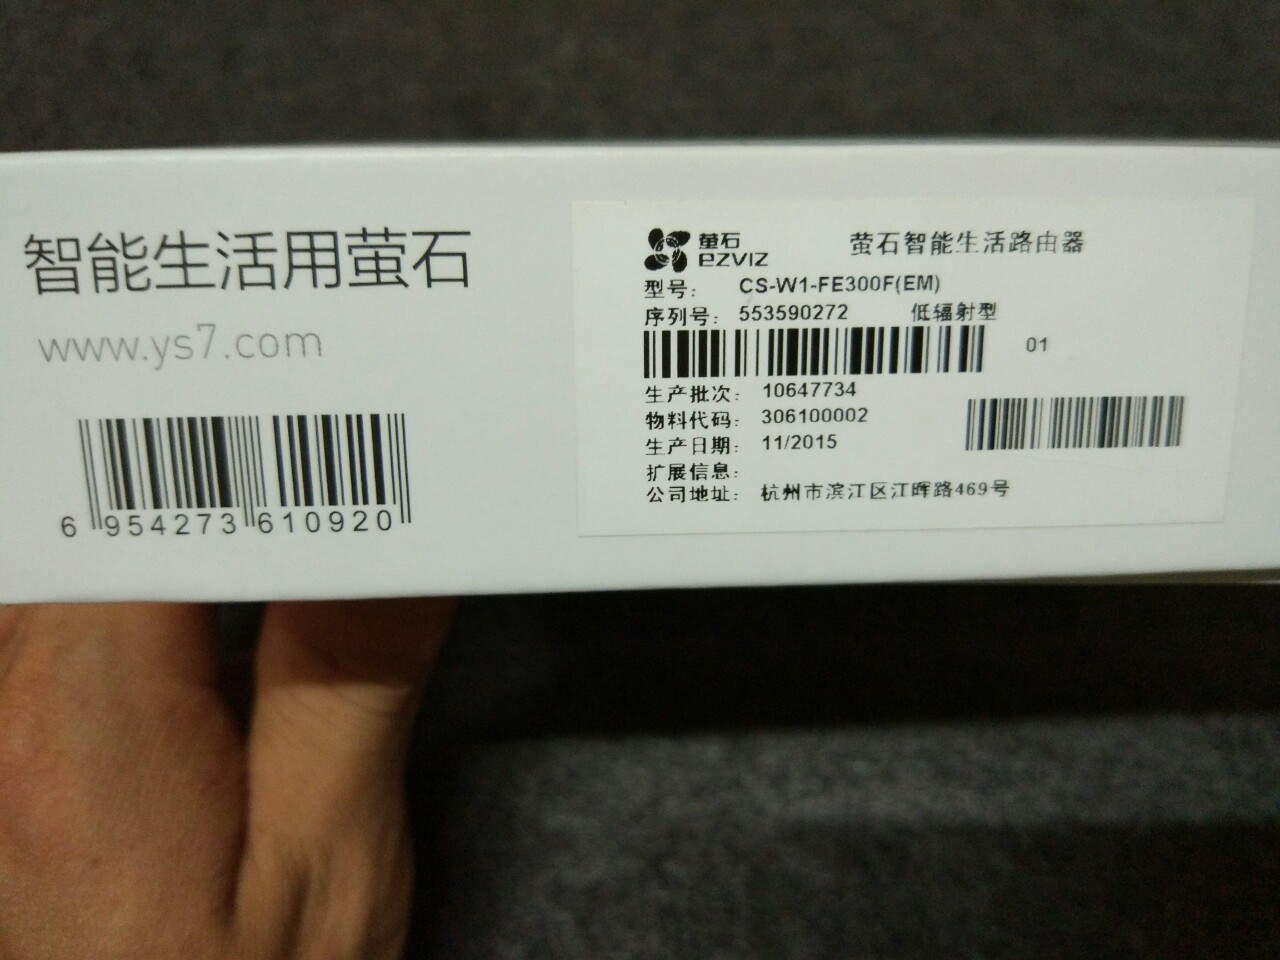 智能生活用萤石
www.ys7.com
6 954273 610920
萤石
ezviz
萤石智能生活路由器
型号: CS-W1-FE300F(EM)
序列号: 553590272 低辐射型
01
生产批次: 10647734
物料代码: 306100002
生产日期: 11/2015
扩展信息:
公司地址: 杭州市滨江区江晖路469号